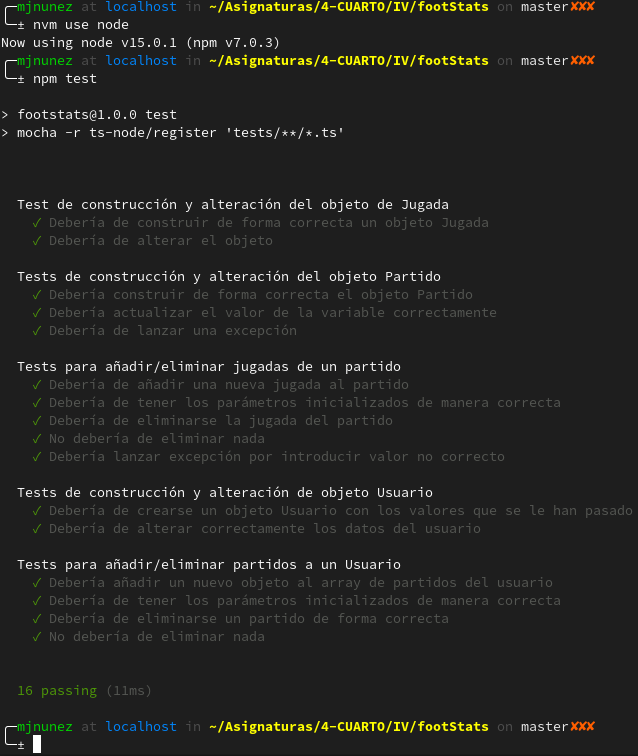 mjnunez at localhost in ~/Asignaturas/4-CUARTO/IV/footStats on master✘✘✘
± nvm use node
Now using node v15.0.1 (npm v7.0.3)
mjnunez at localhost in ~/Asignaturas/4-CUARTO/IV/footStats on master✘✘✘
± npm test
> footstats@1.0.0 test
> mocha -r ts-node/register 'tests/**/*.ts'
Test de construcción y alteración del objeto de Jugada
✓ Debería de construir de forma correcta un objeto Jugada
✓ Debería de alterar el objeto
Tests de construcción y alteración del objeto Partido
✓ Debería construir de forma correcta el objeto Partido
✓ Debería actualizar el valor de la variable correctamente
✓ Debería de lanzar una excepción
Tests para añadir/eliminar jugadas de un partido
✓ Debería de añadir una nueva jugada al partido
✓ Debería de tener los parámetros inicializados de manera correcta
✓ Debería de eliminarse la jugada del partido
✓ No debería de eliminar nada
✓ Debería lanzar excepción por introducir valor no correcto
Tests de construcción y alteración de objeto Usuario
✓ Debería de crearse un objeto Usuario con los valores que se le han pasado
✓ Debería de alterar correctamente los datos del usuario
Tests para añadir/eliminar partidos a un Usuario
✓ Debería añadir un nuevo objeto al array de partidos del usuario
✓ Debería de tener los parámetros inicializados de manera correcta
✓ Debería de eliminarse un partido de forma correcta
✓ No debería de eliminar nada
16 passing (11ms)
mjnunez at localhost in ~/Asignaturas/4-CUARTO/IV/footStats on master✘✘✘
±